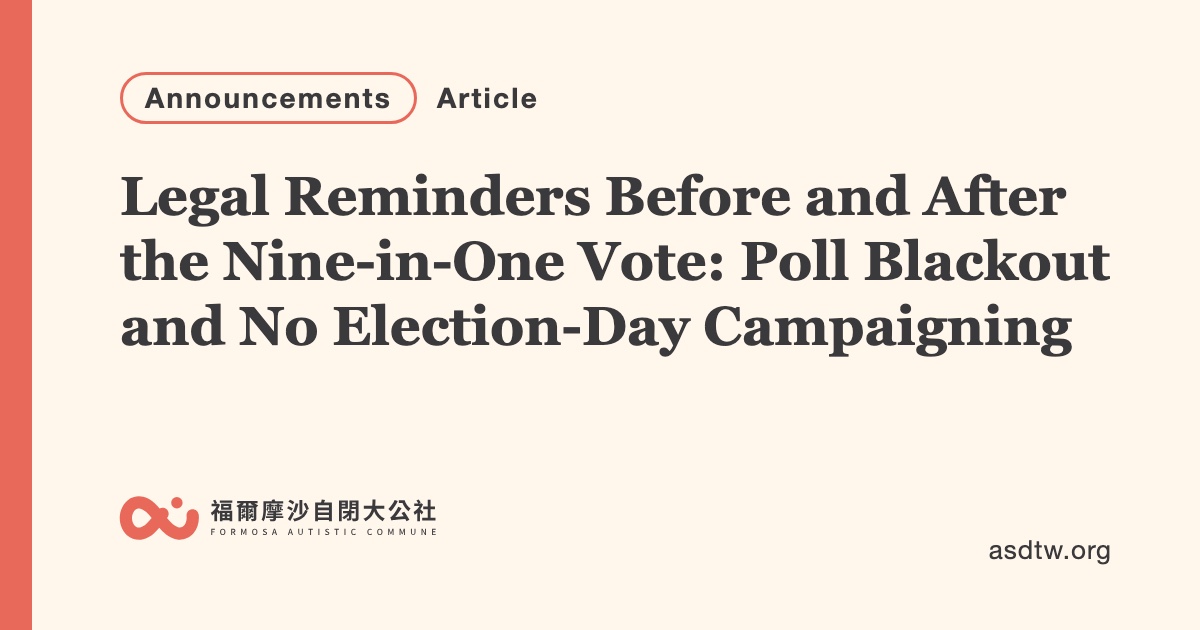 Announcements Article
Legal Reminders Before and After
the Nine-in-One Vote: Poll Blackout
and No Election-Day Campaigning
福爾摩沙自閉大公社
FORMOSA AUTISTIC COMMUNE
asdtw.org